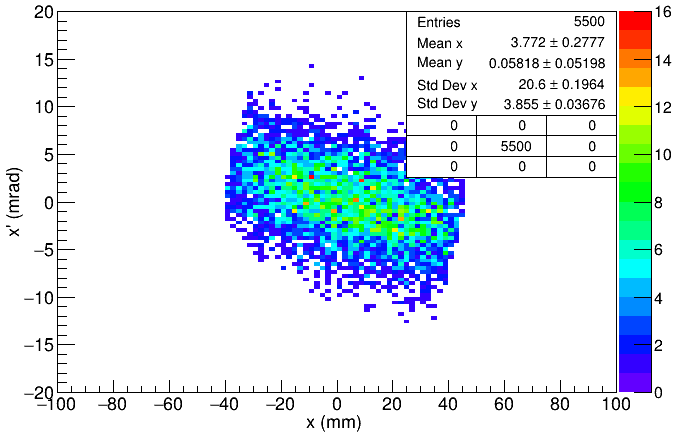 20
15
10
5
0
−5
−10
−15
−20
x' (mrad)
−100 −80 −60 −40 −20 0 20 40 60 80 100
x (mm)
Entries 5500
Mean x 3.772 ± 0.2777
Mean y 0.05818 ± 0.05198
Std Dev x 20.6 ± 0.1964
Std Dev y 3.855 ± 0.03676
0 0 0
0 5500 0
0 0 0
16
14
12
10
8
6
4
2
0